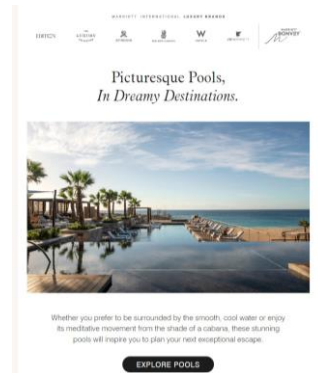 MARRIOTT INTERNATIONAL LUXURY BRANDS
EDITION
W
MARRIOTT
BONVOY
Picturesque Pools,
In Dreamy Destinations.
Whether you prefer to be surrounded by the smooth, cool water or enjoy
its meditative movement from the shade of a cabana, these stunning
pools will inspire you to plan your next exceptional escape.
EXPLORE POOLS